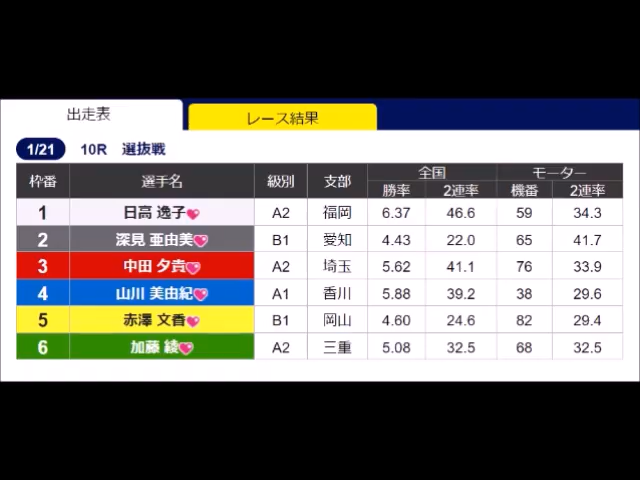 出走表
レース結果
1/21 10R 選抜戦
枠番 選手名 級別 支部 全国 モーター
勝率 2連率 機番 2連率
1 日高 逸子 A2 福岡 6.37 46.6 59 34.3
2 深見 亜由美 B1 愛知 4.43 22.0 65 41.7
3 中田 夕貴 A2 埼玉 5.62 41.1 76 33.9
4 山川 美由紀 A1 香川 5.88 39.2 38 29.6
5 赤澤 文香 B1 岡山 4.60 24.6 82 29.4
6 加藤 綾 A2 三重 5.08 32.5 68 32.5